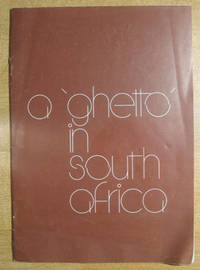 a 'ghetto'
in
south
africa